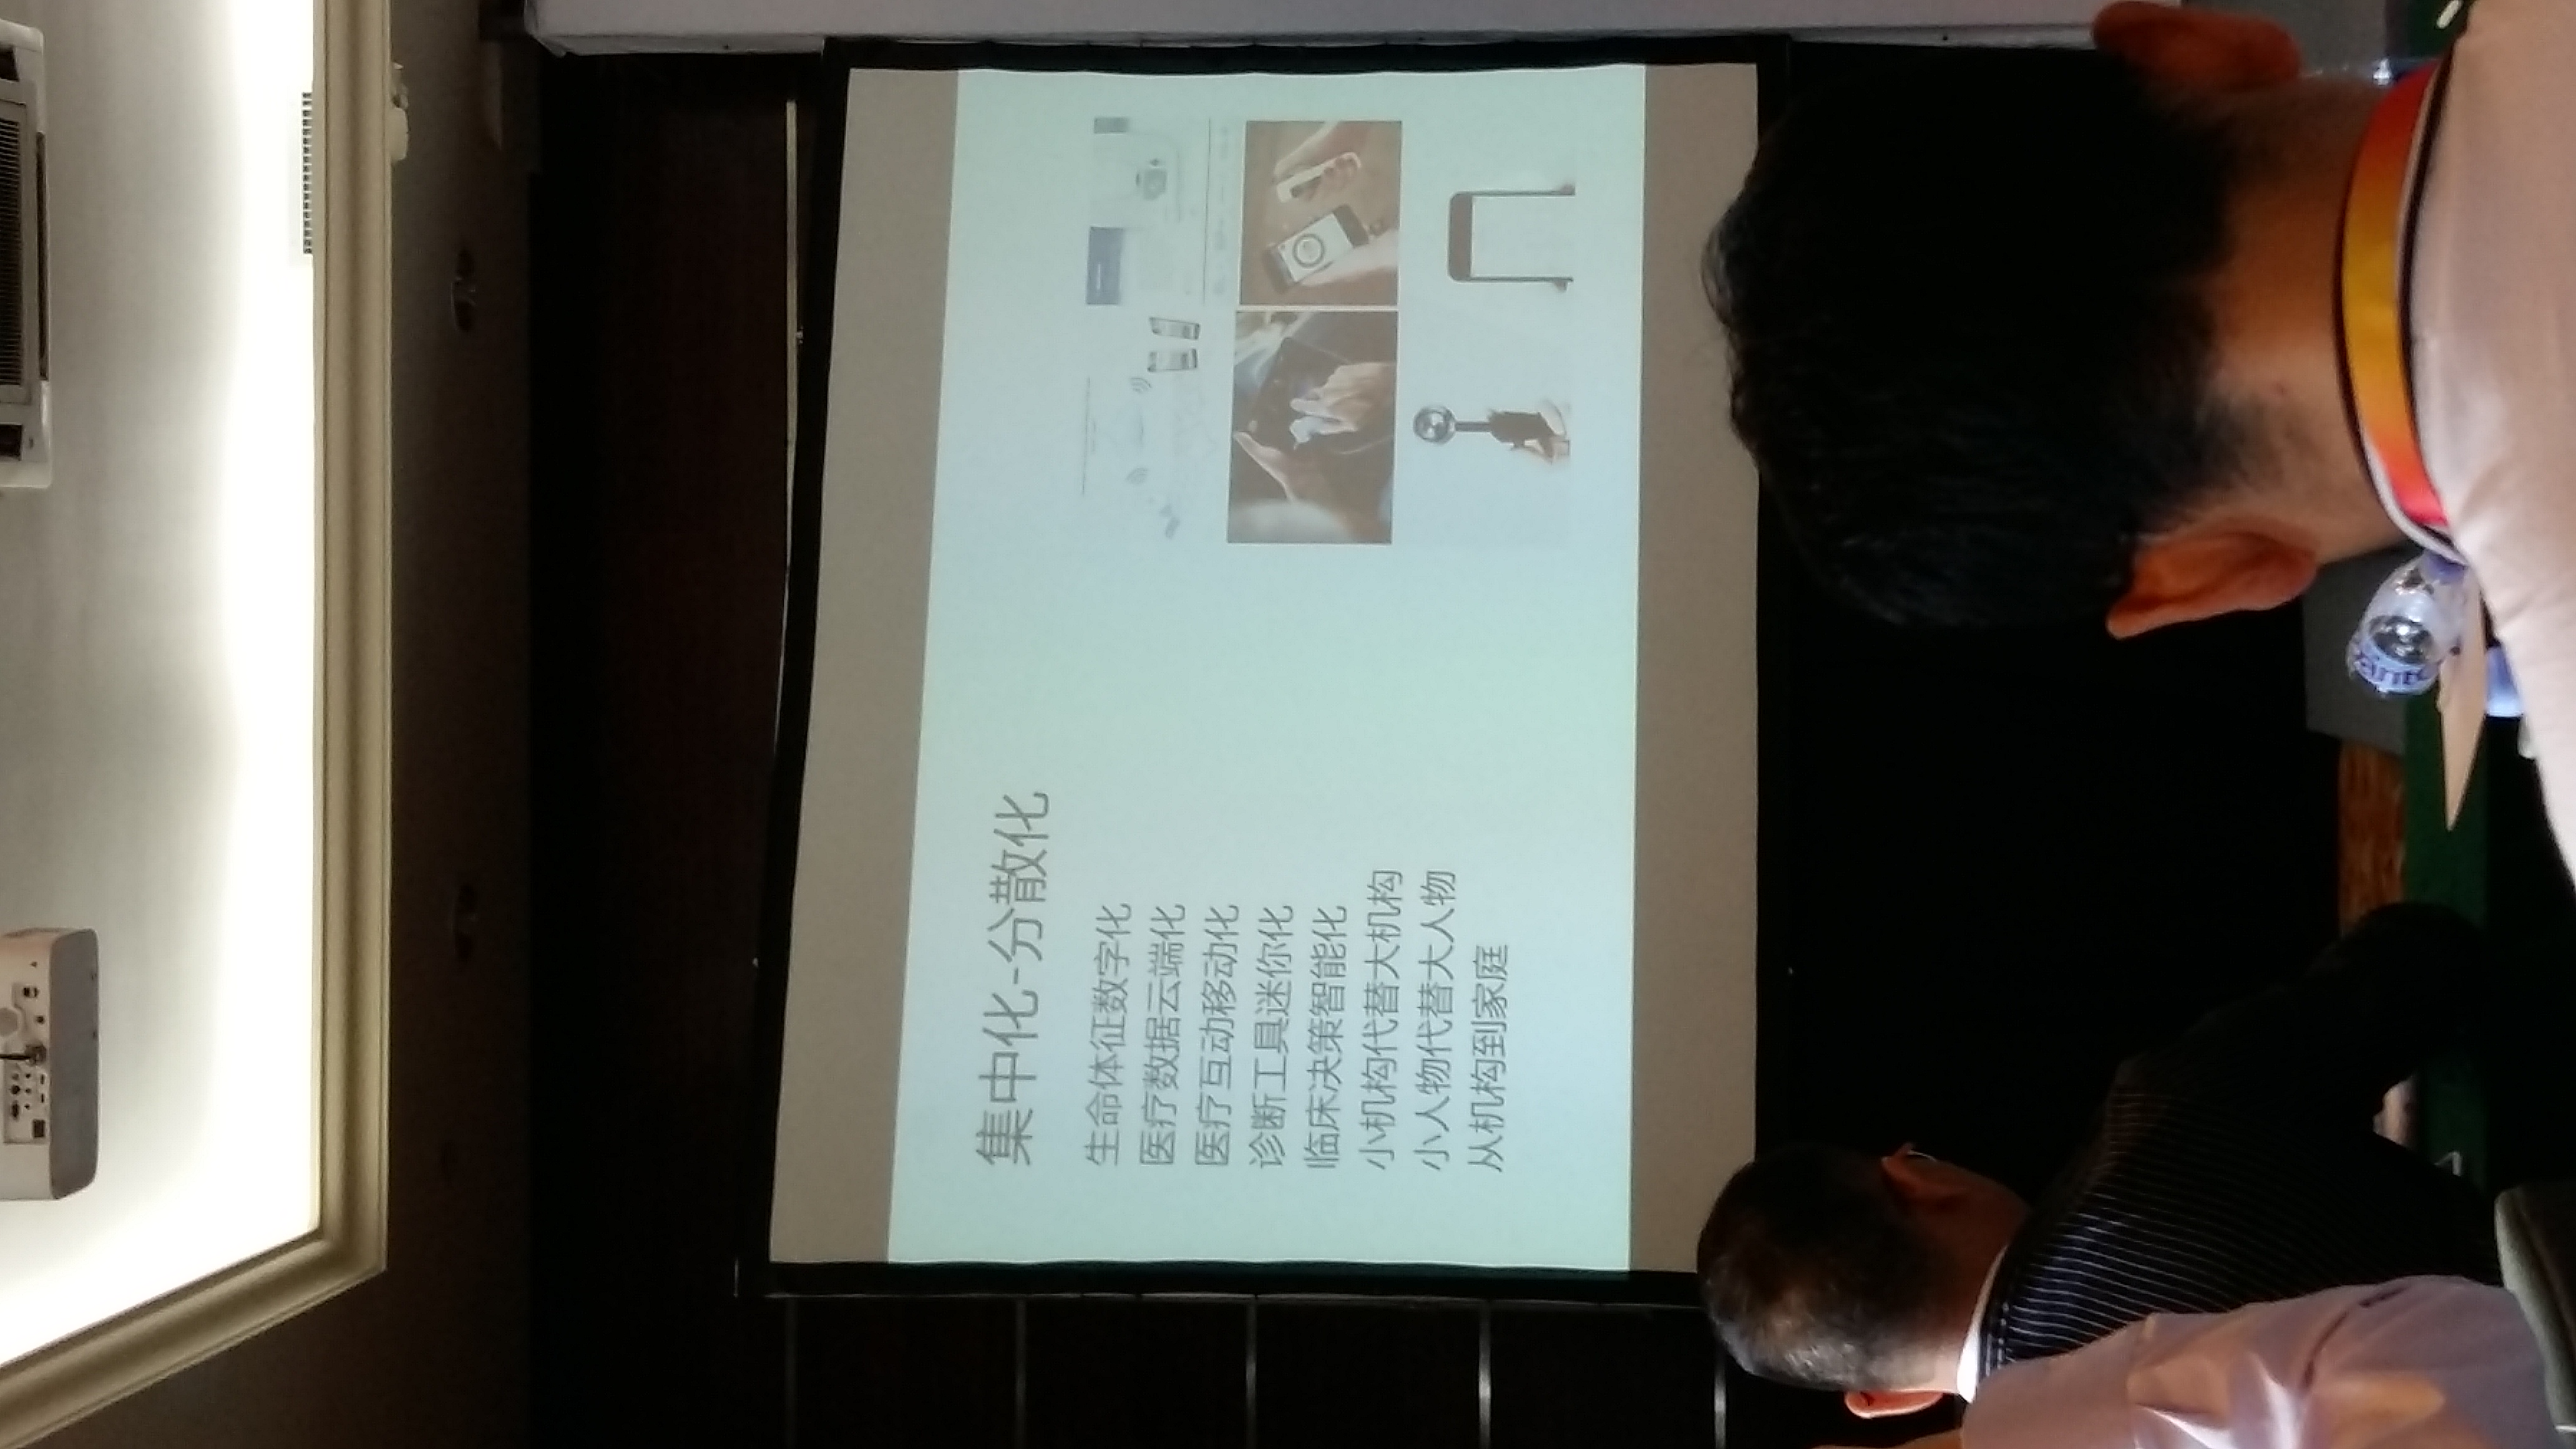 集中化-分散化
生命体征数字化
医疗数据云端化
医疗互动移动化
诊断工具迷你化
临床决策智能化
小机构代替大机构
小人物代替大人物
从机构到家庭